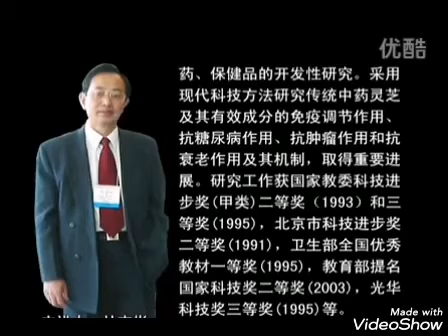 优酷
药、保健品的开发性研究。采用
现代科技方法研究传统中药灵芝
及其有效成分的免疫调节作用、
抗糖尿病作用、抗肿瘤作用和抗
衰老作用及其机制，取得重要进
展。研究工作获国家教委科技进
步奖(甲类)二等奖（1993）和三
等奖(1995)，北京市科技进步奖
二等奖(1991)，卫生部全国优秀
教材一等奖(1995)，教育部提名
国家科技奖二等奖(2003)，光华
科技奖三等奖(1995)等。
Made with
VideoShow